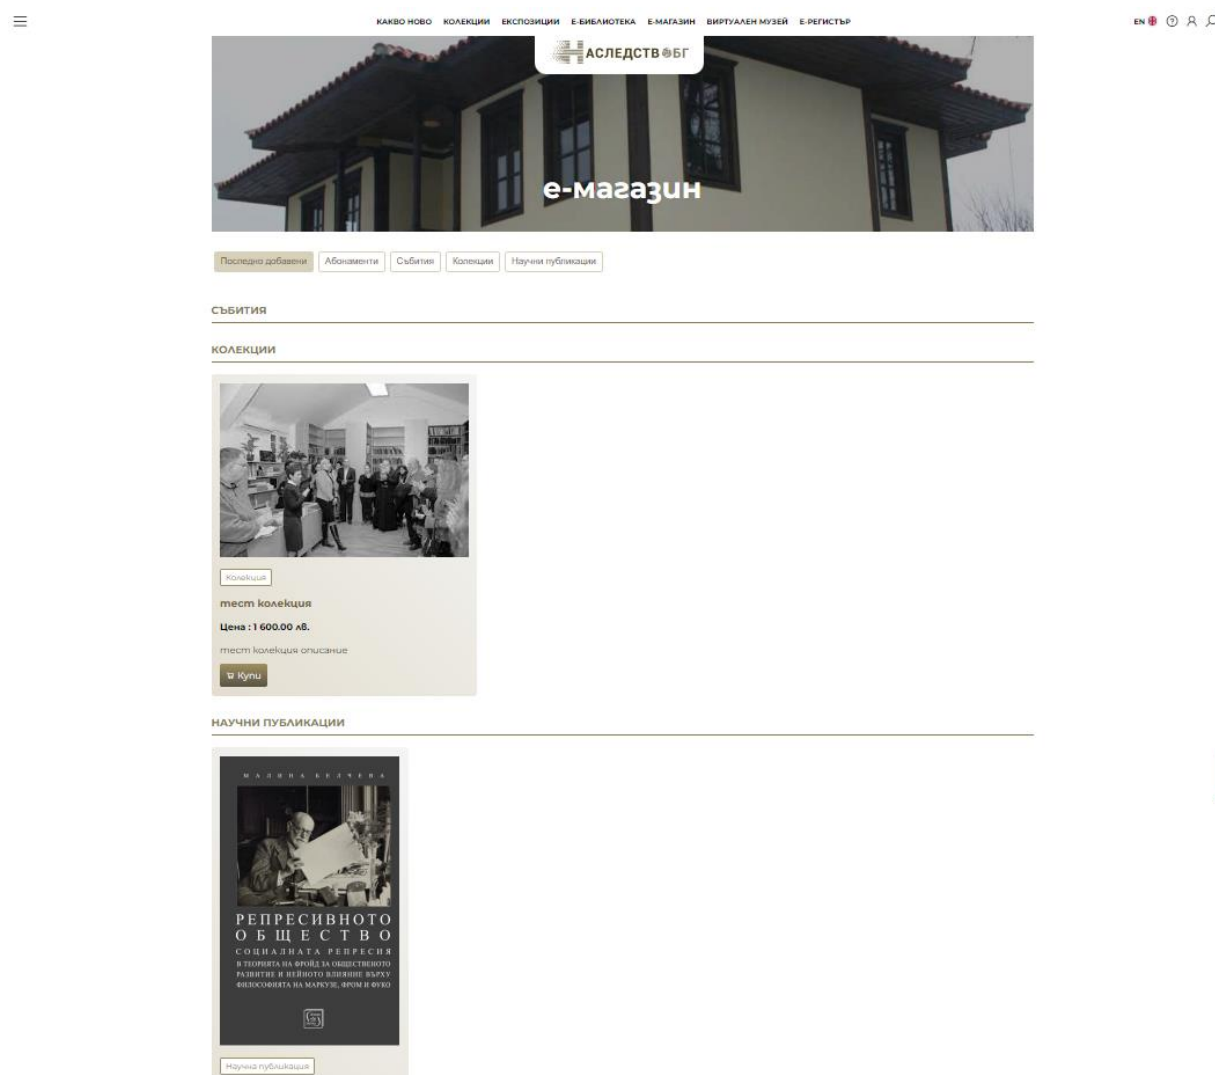 КАКВО НОВО КОЛЕКЦИИ ЕКСПОЗИЦИИ Е-БИБЛИОТЕКА Е-МАГАЗИН ВИРТУАЛЕН МУЗЕЙ Е-РЕГИСТЪР EN
НАСЛЕДСТВ БГ
е-магазин
Последно добавени Абонаменти Събития Колекции Научни публикации
СЪБИТИЯ
КОЛЕКЦИИ
Колекция
тест колекция
Цена : 1 600.00 лв.
тест колекция описание
Купи
НАУЧНИ ПУБЛИКАЦИИ
МАЛИНА БЕЛЧЕВА
РЕПРЕСИВНОТО
ОБЩЕСТВО
СОЦИАЛНАТА РЕПРЕСИЯ
В ТЕОРИЯТА НА ФРОЙД ЗА ОБЩЕСТВЕНОТО
РАЗВИТИЕ И НЕЙНОТО ВЛИЯНИЕ ВЪРХУ
ФИЛОСОФИЯТА НА МАРКУЗЕ, ФРОМ И ФУКО
Научна публикация